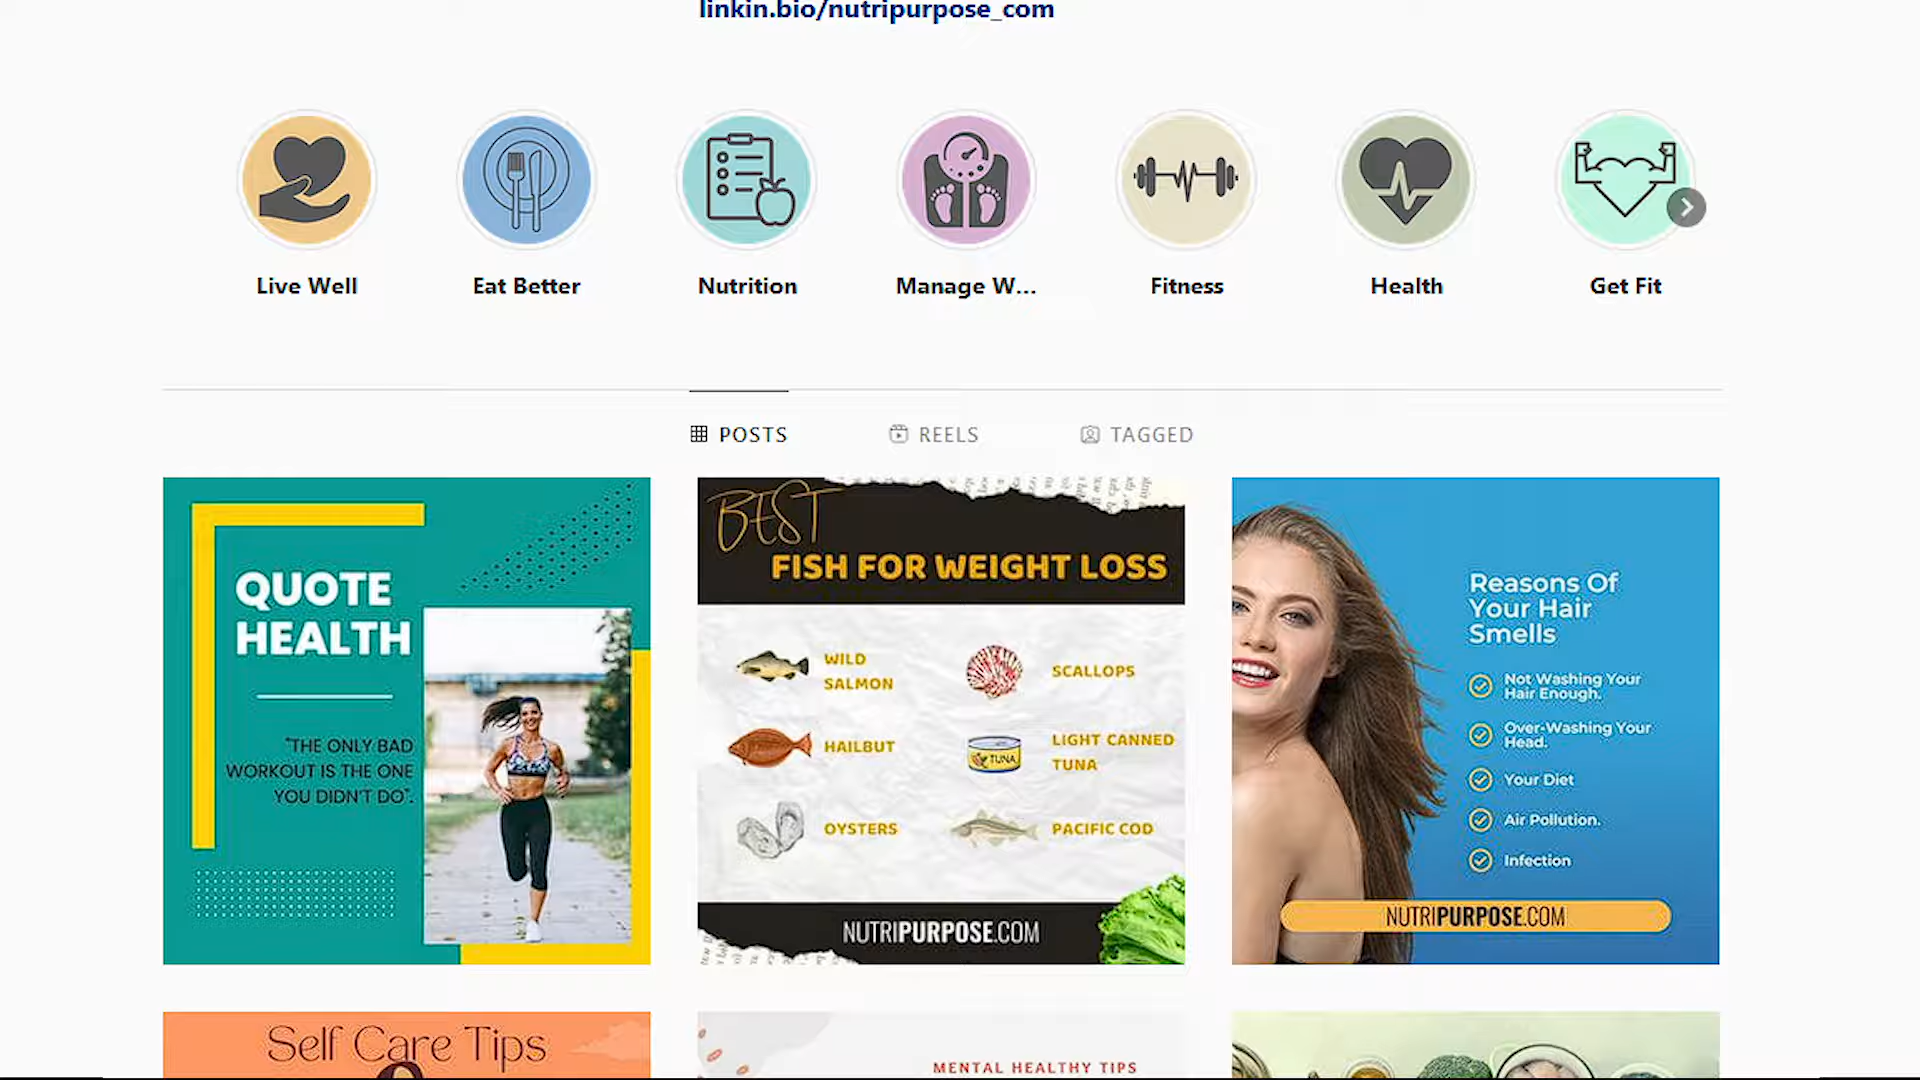 linkin.bio/nutripurpose_com
Live Well
Eat Better
Nutrition
Manage W...
Fitness
Health
Get Fit
POSTS
REELS
TAGGED
QUOTE
HEALTH
"THE ONLY BAD
WORKOUT IS THE ONE
YOU DIDN'T DO".
BEST
FISH FOR WEIGHT LOSS
WILD
SALMON
SCALLOPS
HAILBUT
LIGHT CANNED
TUNA
TUNA
OYSTERS
PACIFIC COD
NUTRIPURPOSE.COM
Reasons Of
Your Hair
Smells
Not Washing Your
Hair Enough.
Over-Washing Your
Head.
Your Diet
Air Pollution.
Infection
NUTRIPURPOSE.COM
Self Care Tips
MENTAL HEALTHY TIPS